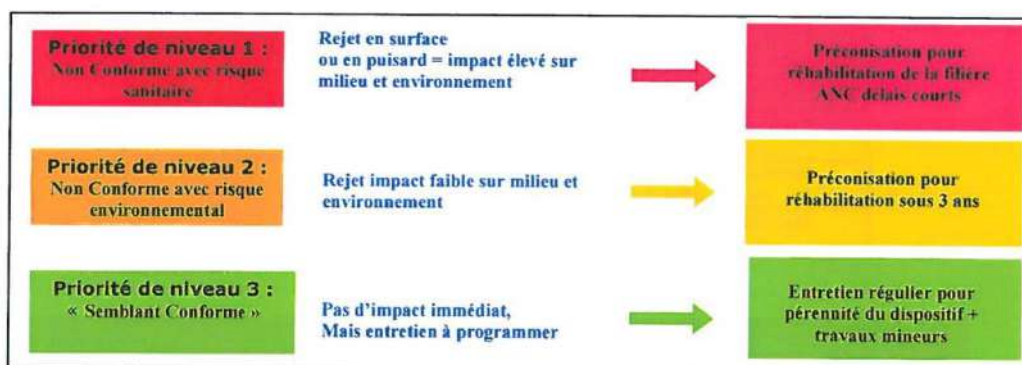 Priorité de niveau 1 :
Non Conforme avec risque
sanitaire
Rejet en surface
ou en puisard = impact élevé sur
milieu et environnement
Préconisation pour
réhabilitation de la filière
ANC délais courts
Priorité de niveau 2 :
Non Conforme avec risque
environnemental
Rejet impact faible sur milieu et
environnement
Préconisation pour
réhabilitation sous 3 ans
Priorité de niveau 3 :
« Semblant Conforme »
Pas d'impact immédiat,
Mais entretien à programmer
Entretien régulier pour
pérennité du dispositif +
travaux mineurs